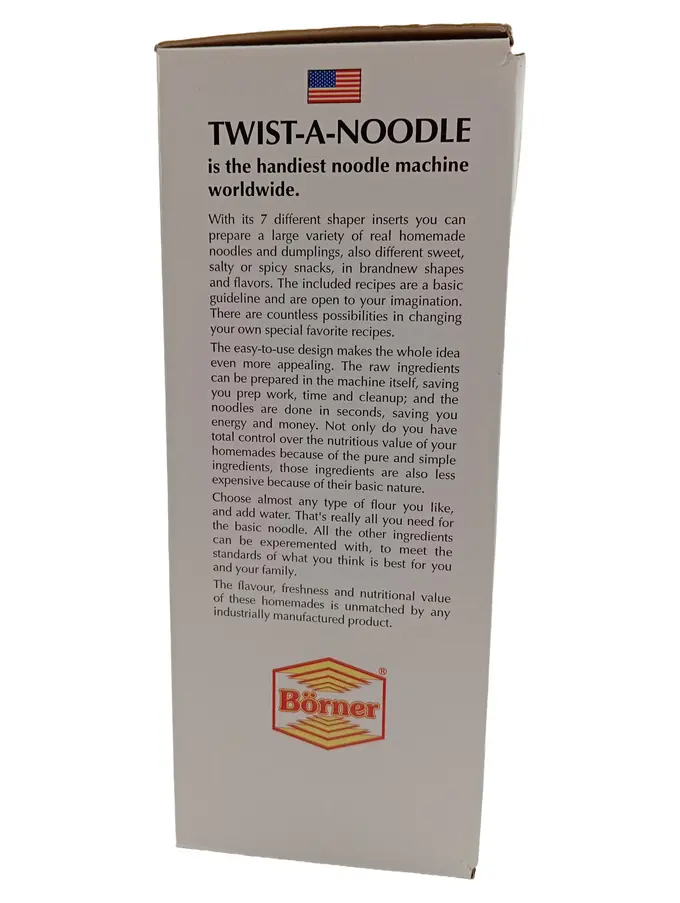 TWIST-A-NOODLE
is the handiest noodle machine
worldwide.
With its 7 different shaper inserts you can
prepare a large variety of real homemade
noodles and dumplings, also different sweet,
salty or spicy snacks, in brandnew shapes
and flavors. The included recipes are a basic
guideline and are open to your imagination.
There are countless possibilities in changing
your own special favorite recipes.
The easy-to-use design makes the whole idea
even more appealing. The raw ingredients
can be prepared in the machine itself, saving
you prep work, time and cleanup; and the
noodles are done in seconds, saving you
energy and money. Not only do you have
total control over the nutritious value of your
homemades because of the pure and simple
ingredients, those ingredients are also less
expensive because of their basic nature.
Choose almost any type of flour you like,
and add water. That's really all you need for
the basic noodle. All the other ingredients
can be experemented with, to meet the
standards of what you think is best for you
and your family.
The flavour, freshness and nutritional value
of these homemades is unmatched by any
industrially manufactured product.
Börner®